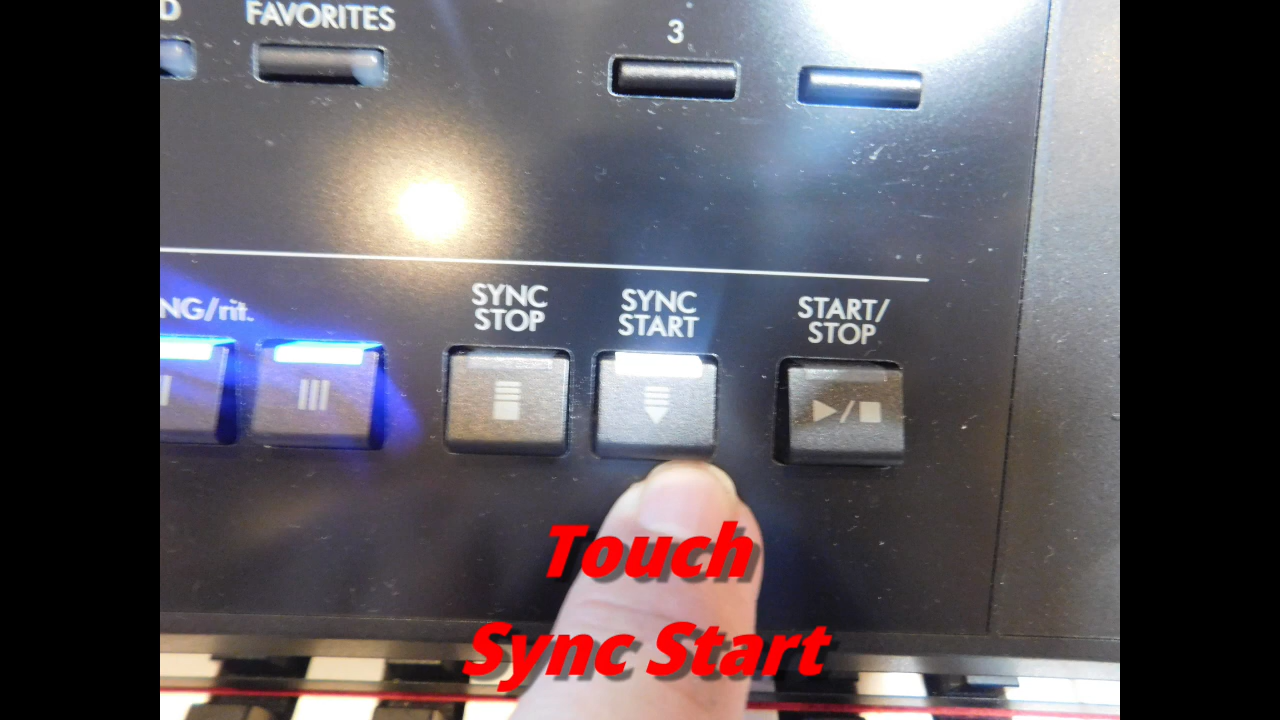 D
FAVORITES
3
NG/rit.
SYNC
STOP
SYNC
START
START/
STOP
Touch
Sync Start